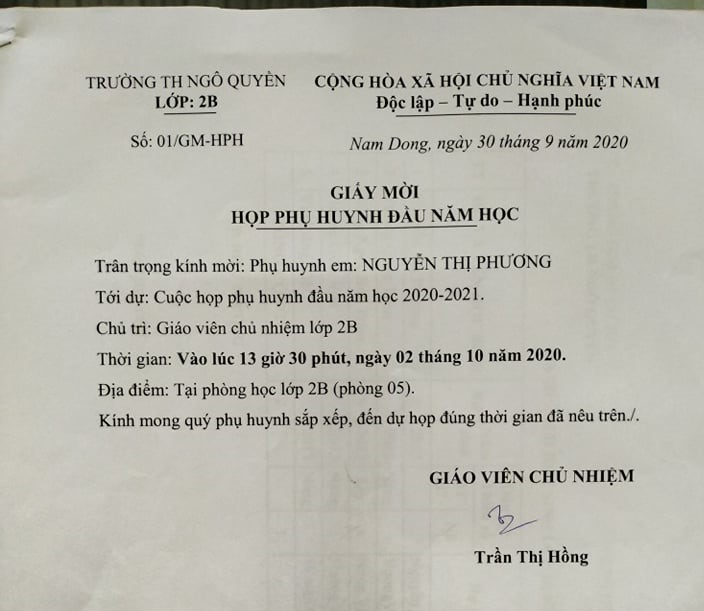 TRƯỜNG TH NGÔ QUYỀN
LỚP: 2B
Số: 01/GM-HPH
CỘNG HÒA XÃ HỘI CHỦ NGHĨA VIỆT NAM
Độc lập – Tự do – Hạnh phúc
Nam Dong, ngày 30 tháng 9 năm 2020
GIẤY MỜI
HỌP PHỤ HUYNH ĐẦU NĂM HỌC
Trân trọng kính mời: Phụ huynh em: NGUYỄN THỊ PHƯƠNG
Tới dự: Cuộc họp phụ huynh đầu năm học 2020-2021.
Chủ trì: Giáo viên chủ nhiệm lớp 2B
Thời gian: Vào lúc 13 giờ 30 phút, ngày 02 tháng 10 năm 2020.
Địa điểm: Tại phòng học lớp 2B (phòng 05).
Kính mong quý phụ huynh sắp xếp, đến dự họp đúng thời gian đã nêu trên./.
GIÁO VIÊN CHỦ NHIỆM
Trần Thị Hồng